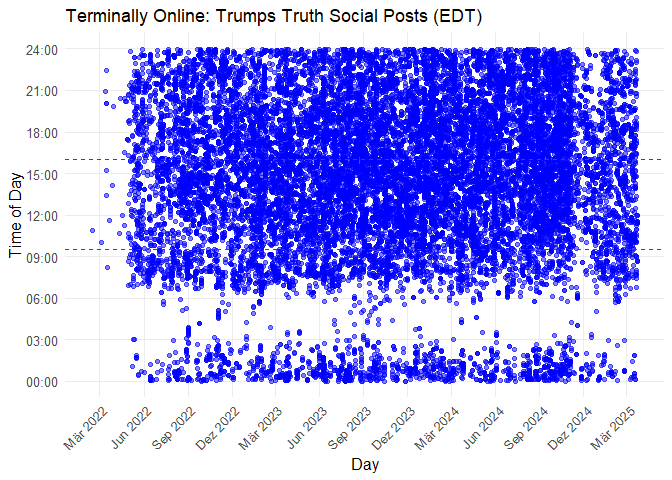 Terminally Online: Trumps Truth Social Posts (EDT)
24:00
21:00
18:00
15:00
12:00
09:00
06:00
03:00
00:00
Time of Day
Mär 2022
Jun 2022
Sep 2022
Dez 2022
Mär 2023
Jun 2023
Sep 2023
Dez 2023
Mär 2024
Jun 2024
Sep 2024
Dez 2024
Mär 2025
Day